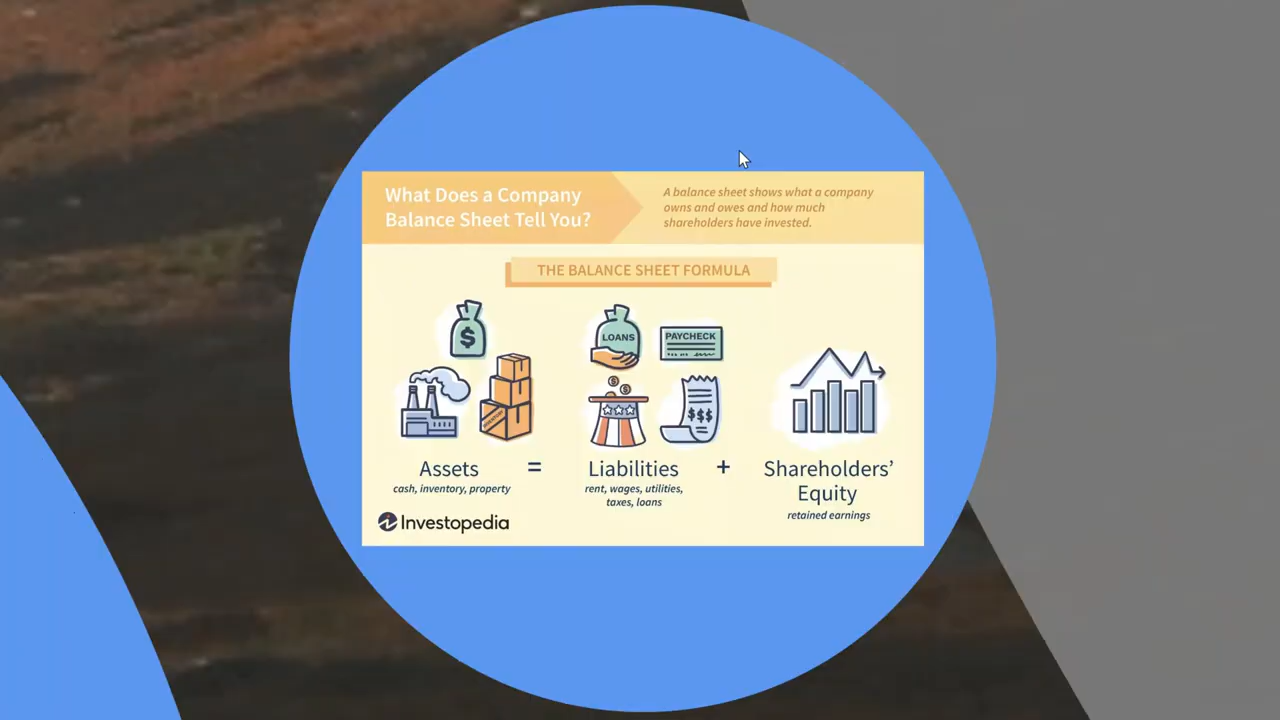 What Does a Company
Balance Sheet Tell You?
A balance sheet shows what a company
owns and owes and how much
shareholders have invested.
THE BALANCE SHEET FORMULA
$
LOANS
PAYCHECK
$ $
$$$
Assets = Liabilities + Shareholders’
Equity
cash, inventory, property
rent, wages, utilities,
taxes, loans
retained earnings
Investopedia